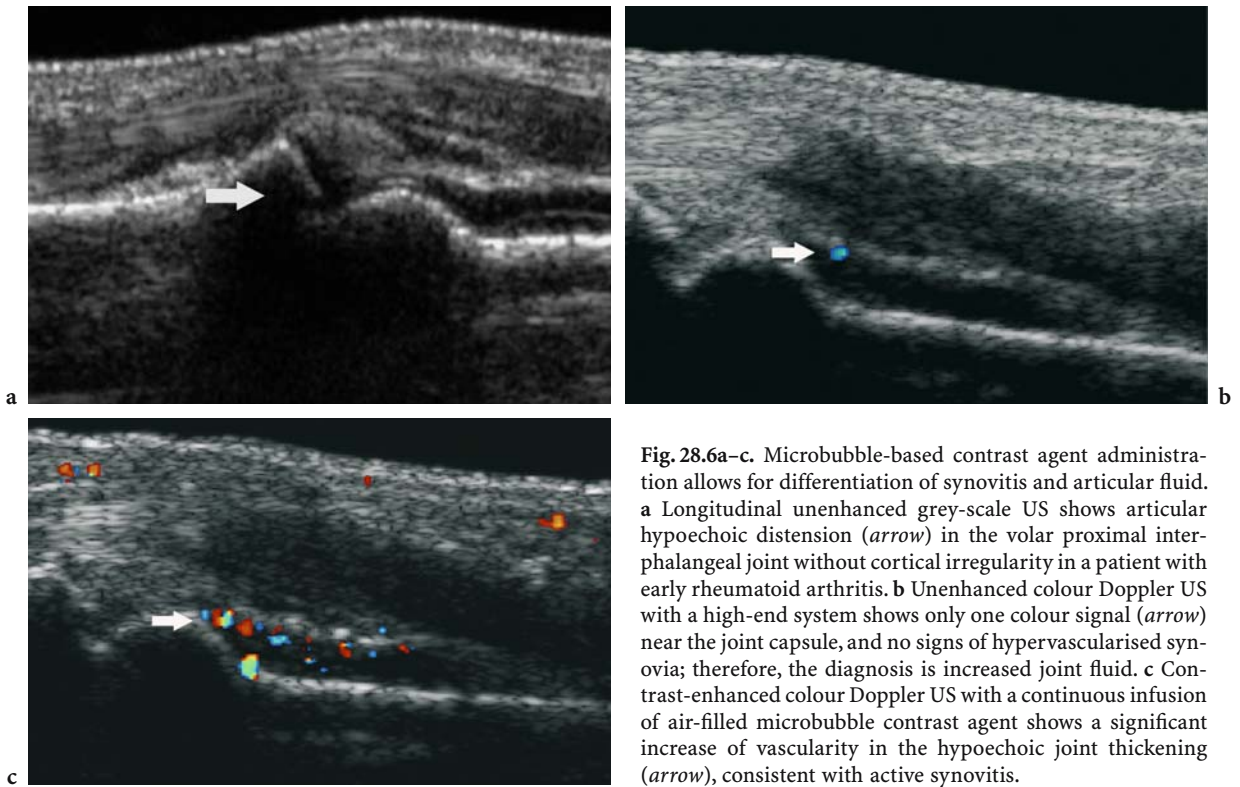 a
b
c
Fig. 28.6a–c. Microbubble-based contrast agent administra-
tion allows for differentiation of synovitis and articular fluid.
a Longitudinal unenhanced grey-scale US shows articular
hypoechoic distension (arrow) in the volar proximal inter-
phalangeal joint without cortical irregularity in a patient with
early rheumatoid arthritis. b Unenhanced colour Doppler US
with a high-end system shows only one colour signal (arrow)
near the joint capsule, and no signs of hypervascularised syn-
ovia; therefore, the diagnosis is increased joint fluid. c Con-
trast-enhanced colour Doppler US with a continuous infusion
of air-filled microbubble contrast agent shows a significant
increase of vascularity in the hypoechoic joint thickening
(arrow), consistent with active synovitis.